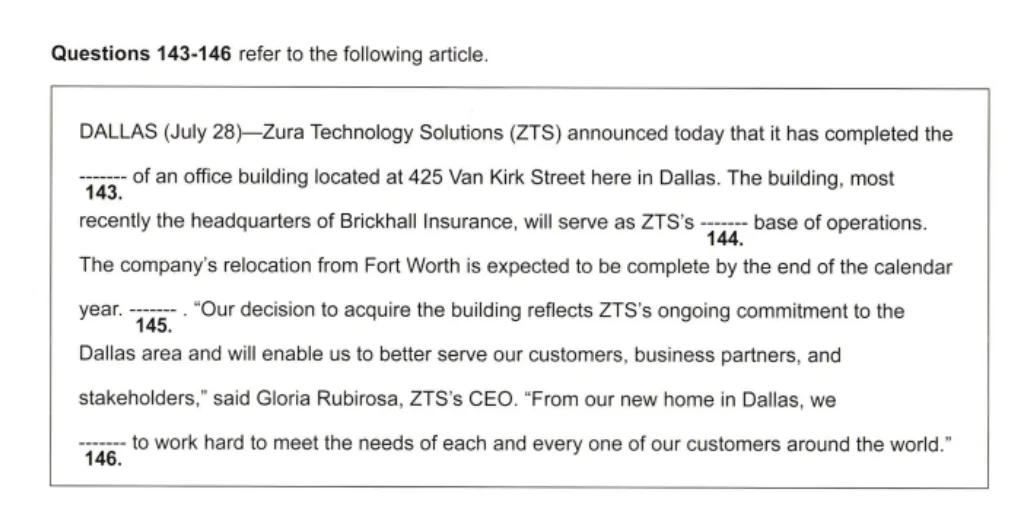 Questions 143-146 refer to the following article.
DALLAS (July 28)—Zura Technology Solutions (ZTS) announced today that it has completed the
------- of an office building located at 425 Van Kirk Street here in Dallas. The building, most
143.
recently the headquarters of Brickhall Insurance, will serve as ZTS's ------- base of operations.
144.
The company's relocation from Fort Worth is expected to be complete by the end of the calendar
year. ------- . “Our decision to acquire the building reflects ZTS's ongoing commitment to the
145.
Dallas area and will enable us to better serve our customers, business partners, and
stakeholders,” said Gloria Rubirosa, ZTS's CEO. “From our new home in Dallas, we
------- to work hard to meet the needs of each and every one of our customers around the world.”
146.